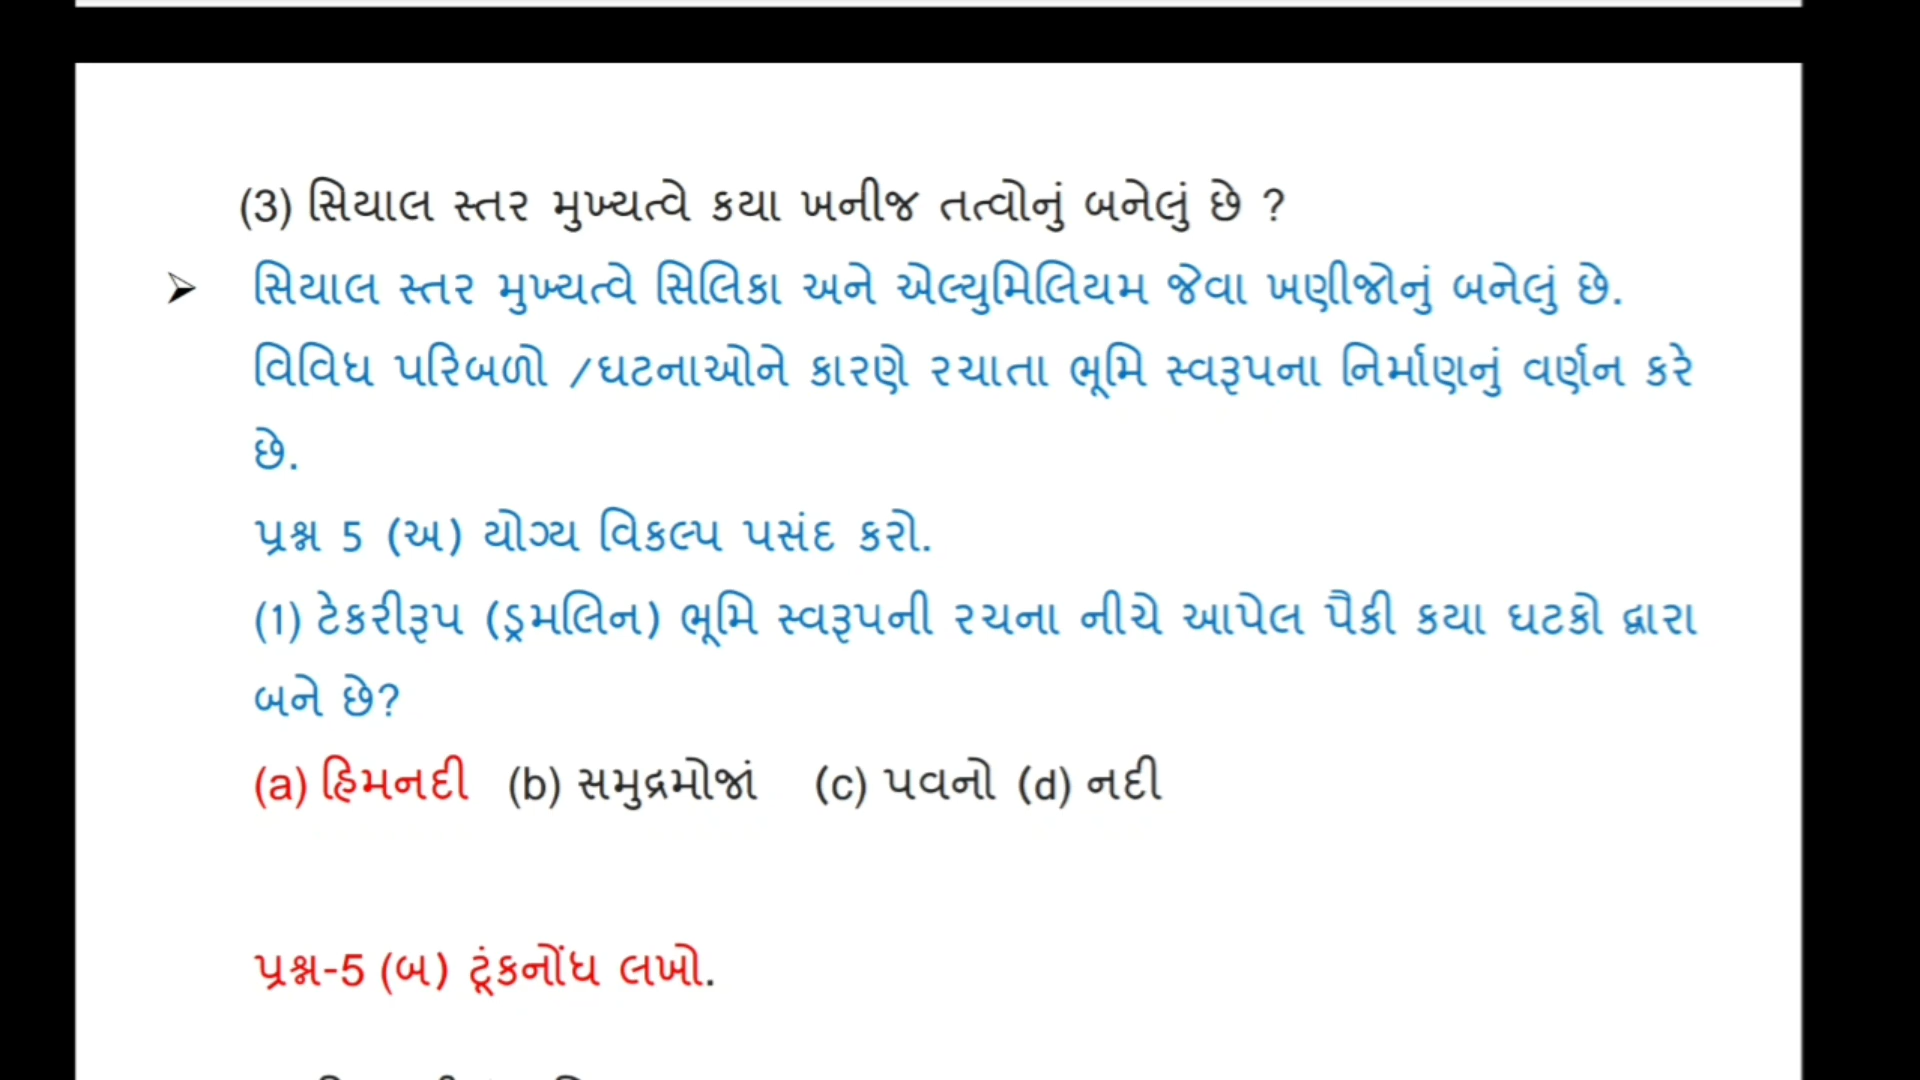 (3) સિયાલ સ્તર મુખ્યત્વે કયા ખનીજ તત્વોનું બનેલું છે ?
➢ સિયાલ સ્તર મુખ્યત્વે સિલિકા અને એલ્યુમિલિયમ જેવા ખણીજોનું બનેલું છે.
વિવિધ પરિબળો /ઘટનાઓને કારણે રચાતા ભૂમિ સ્વરૂપના નિર્માણનું વર્ણન કરે
છે.
પ્રશ્ન 5 (અ) યોગ્ય વિકલ્પ પસંદ કરો.
(1) ટેકરીરૂપ (ડ્રમલિન) ભૂમિ સ્વરૂપની રચના નીચે આપેલ પૈકી કયા ઘટકો દ્વારા
બને છે?
(a) હિમનદી (b) સમુદ્રમોજાં (c) પવનો (d) નદી
પ્રશ્ન-5 (બ) ટૂંકનોંધ લખો.